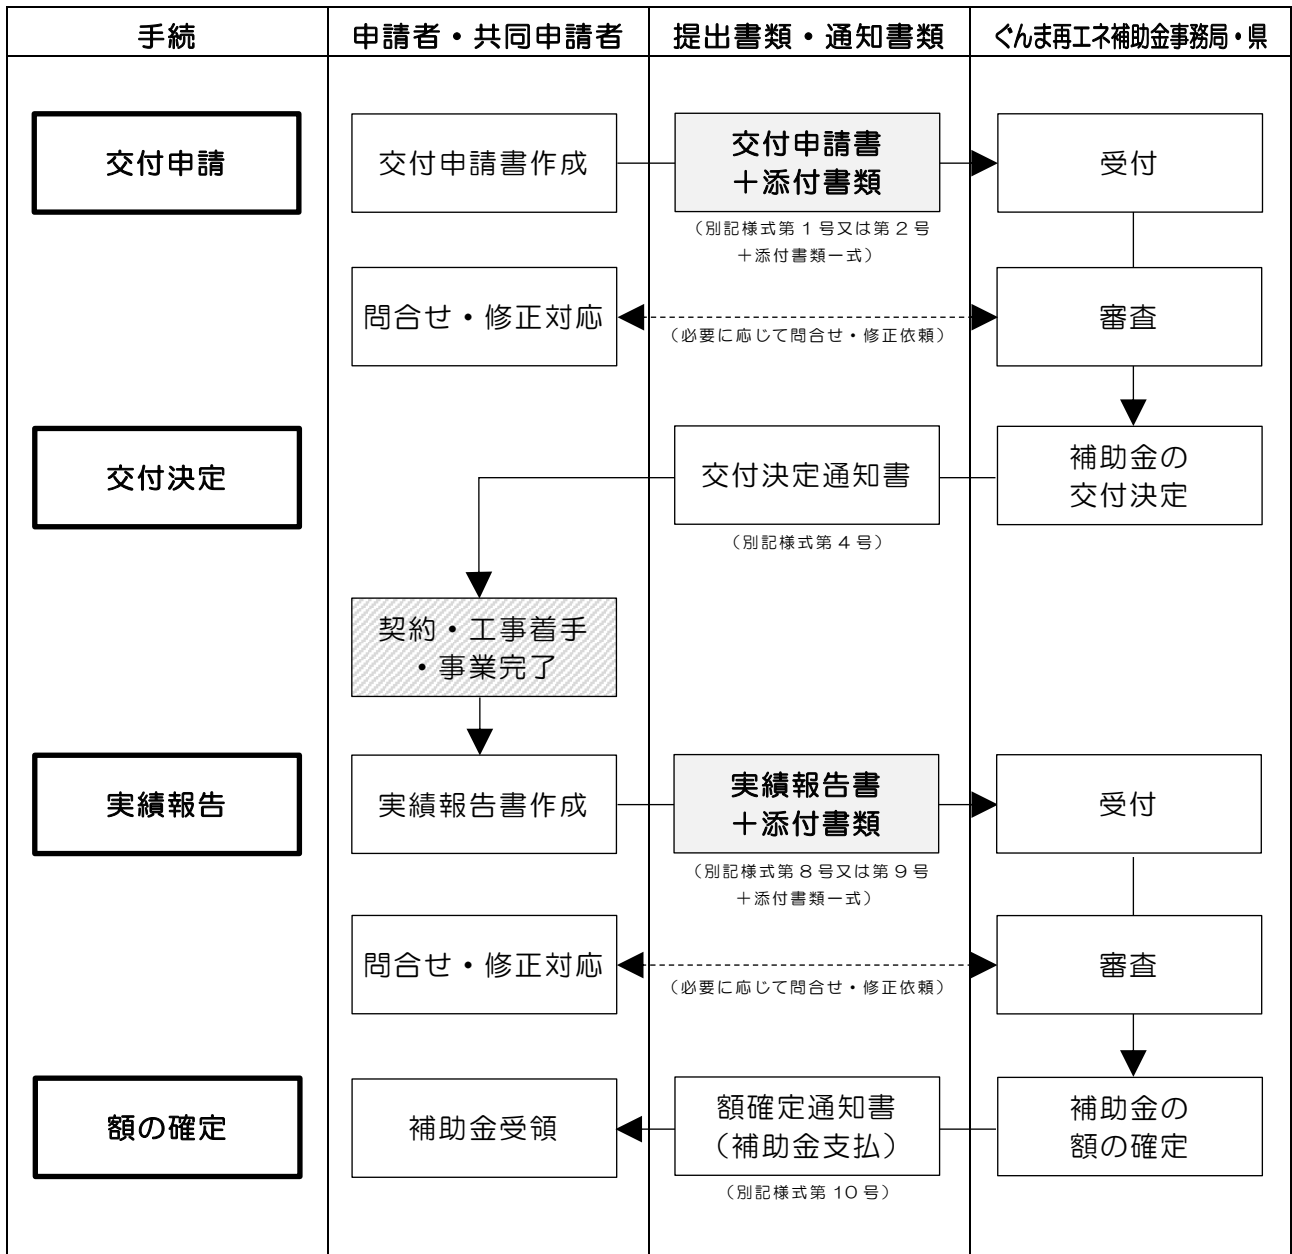 手続
申請者・共同申請者
提出書類・通知書類
ぐんま再エネ補助金事務局・県
交付申請
交付申請書作成
交付申請書
＋添付書類
受付
（別記様式第１号又は第２号
＋添付書類一式）
問合せ・修正対応
（必要に応じて問合せ・修正依頼）
審査
交付決定
交付決定通知書
補助金の
交付決定
（別記様式第４号）
契約・工事着手
・事業完了
実績報告
実績報告書作成
実績報告書
＋添付書類
受付
（別記様式第８号又は第９号
＋添付書類一式）
問合せ・修正対応
（必要に応じて問合せ・修正依頼）
審査
額の確定
補助金受領
額確定通知書
（補助金支払）
補助金の
額の確定
（別記様式第10号）